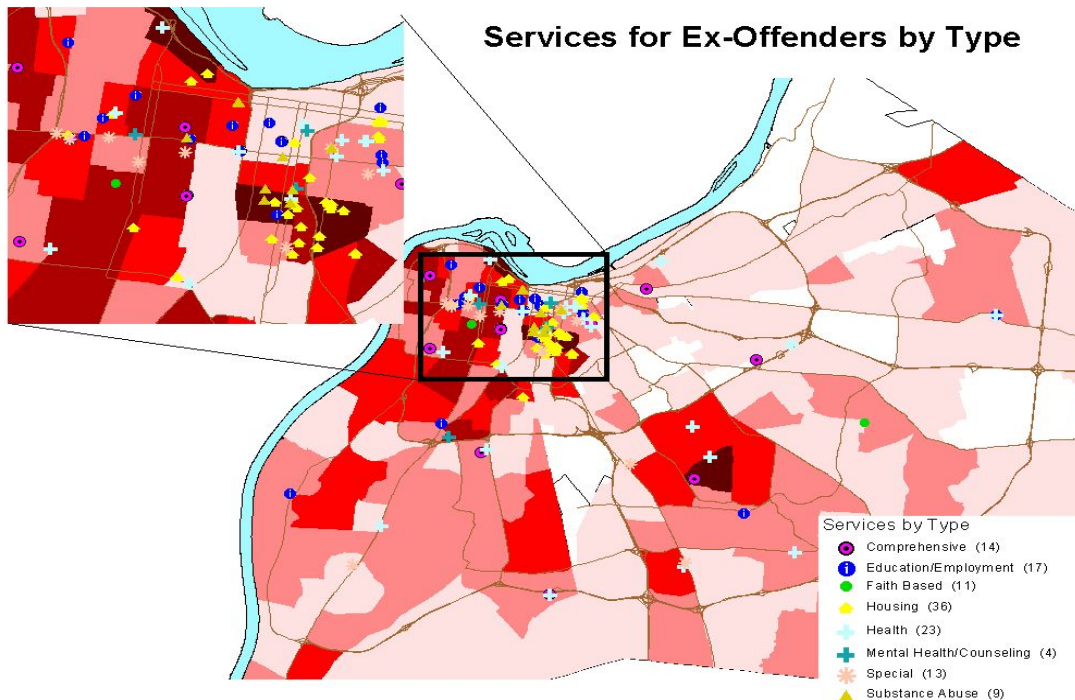 Services for Ex-Offenders by Type
Services by Type
Comprehensive (14)
Education/Employment (17)
Faith Based (11)
Housing (36)
Health (23)
Mental Health/Counseling (4)
Special (13)
Substance Abuse (9)